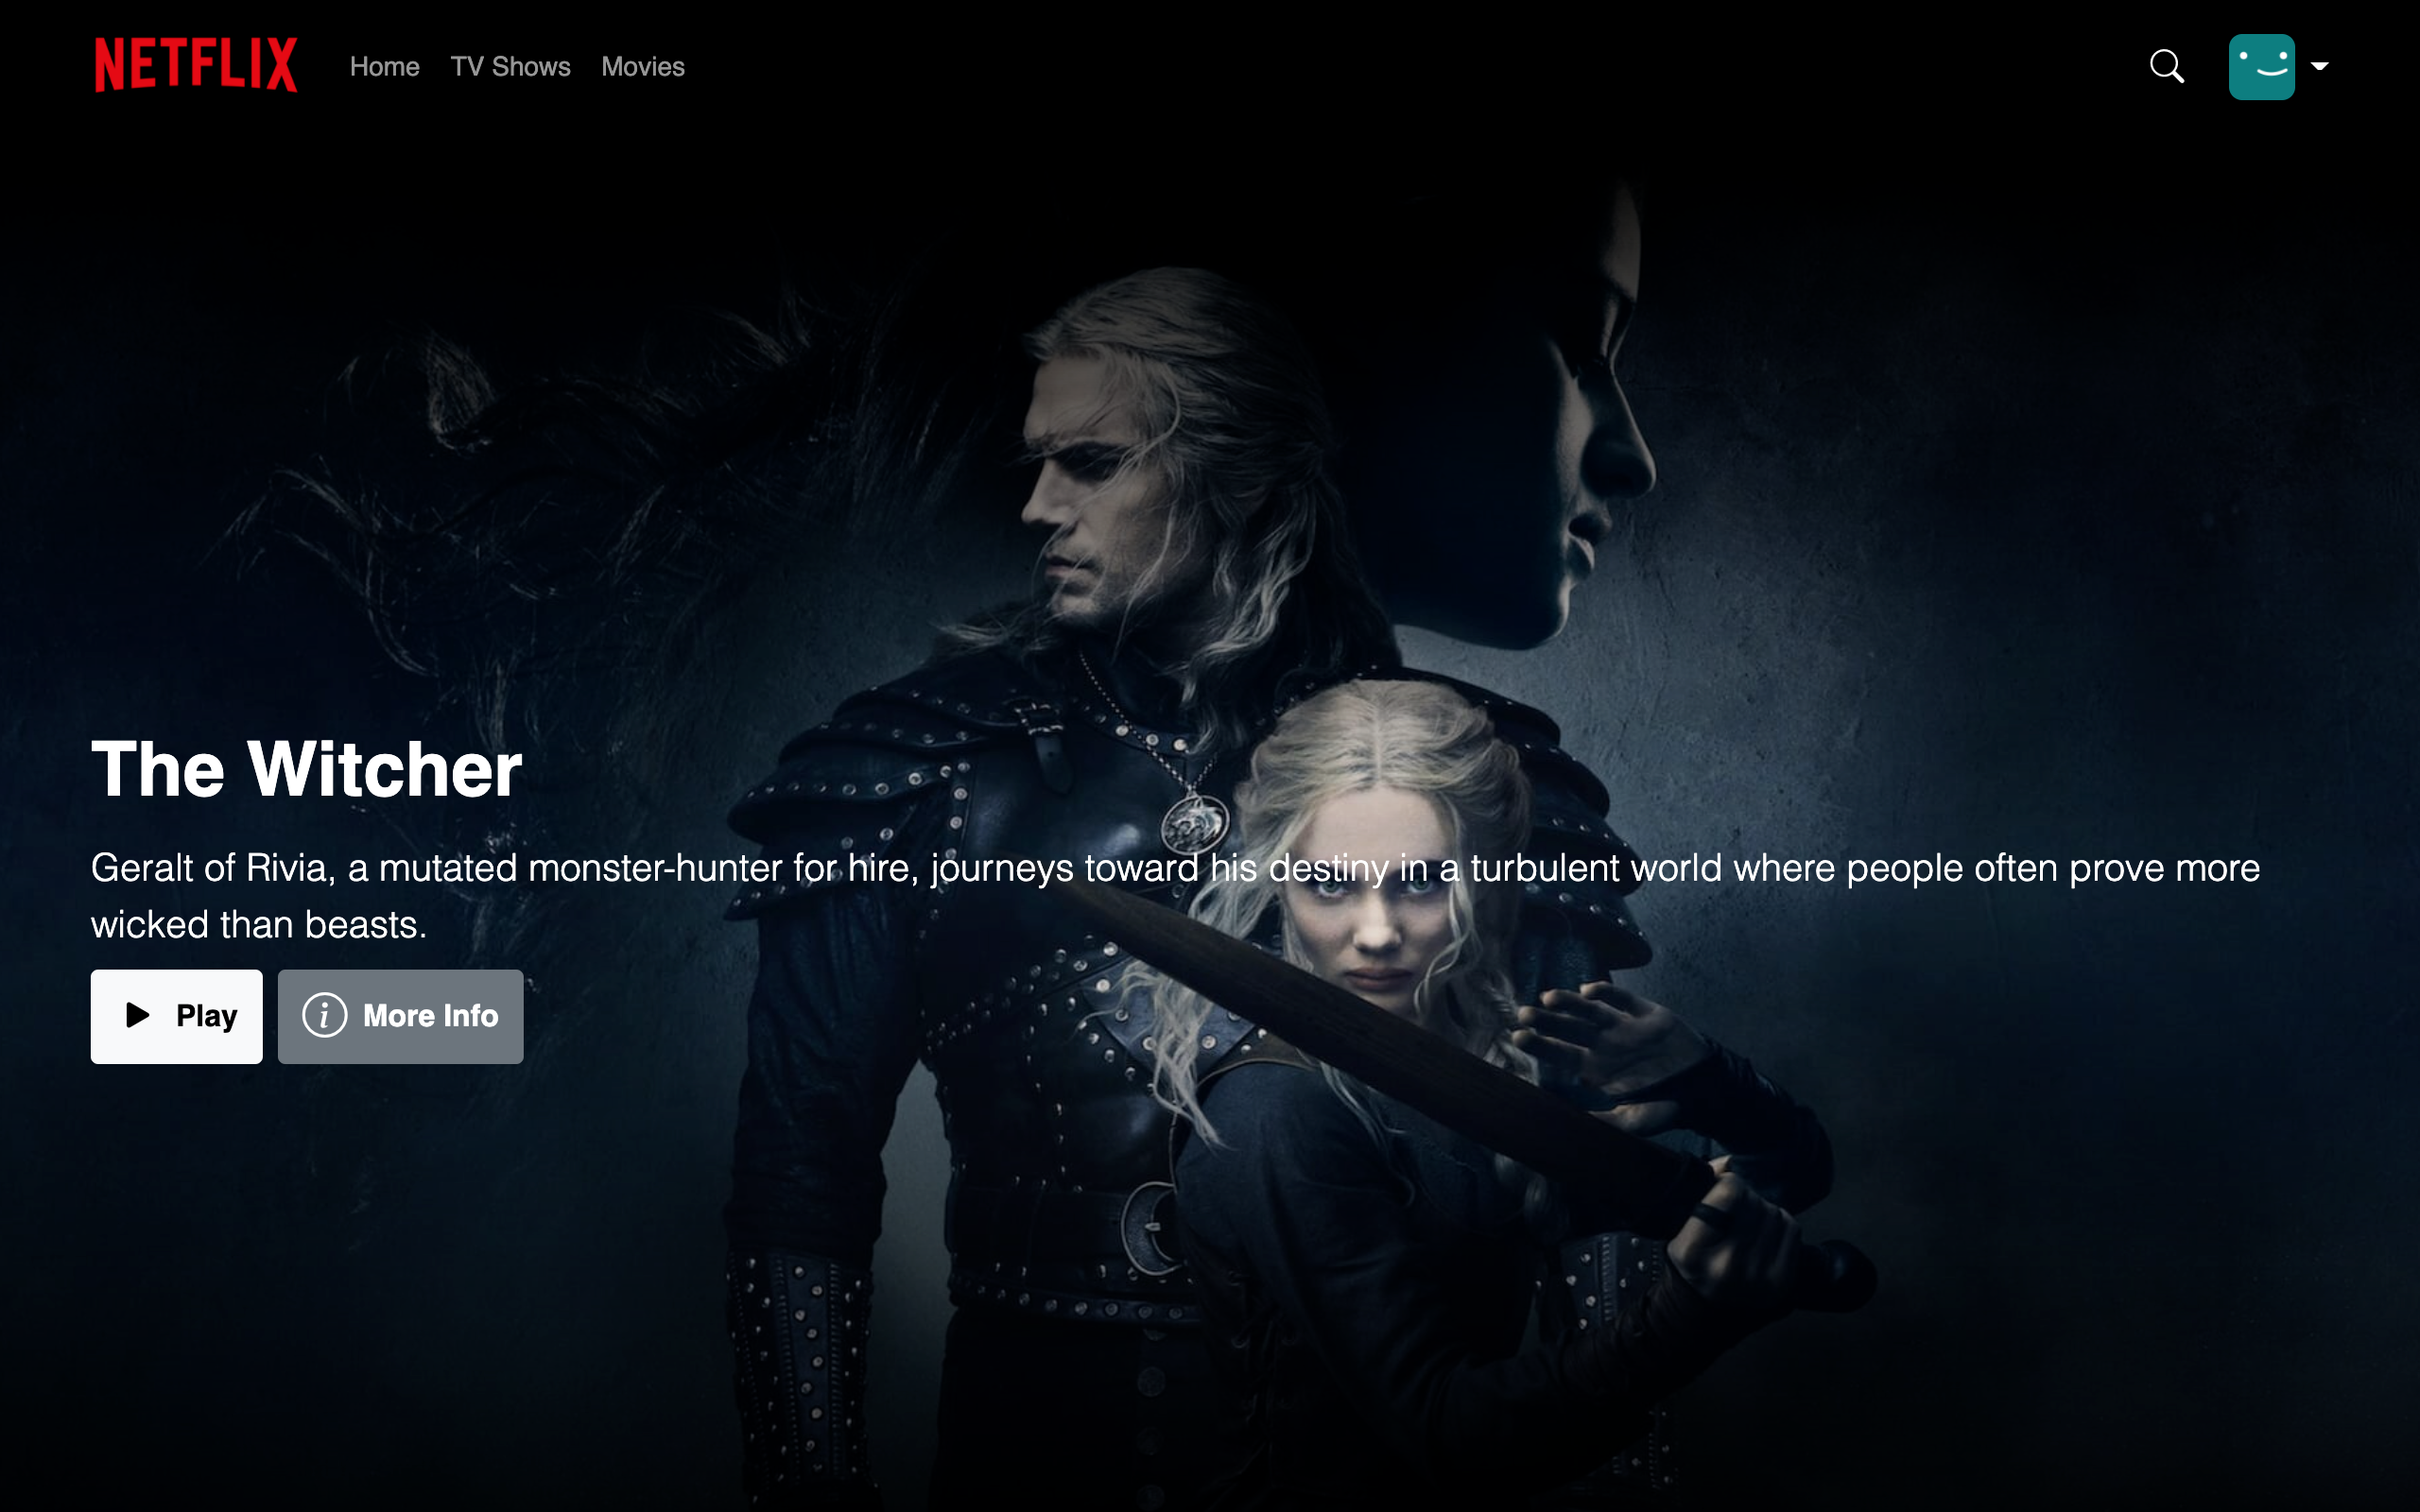 NETFLIX Home TV Shows Movies
The Witcher
Geralt of Rivia, a mutated monster-hunter for hire, journeys toward his destiny in a turbulent world where people often prove more
wicked than beasts.
Play More Info